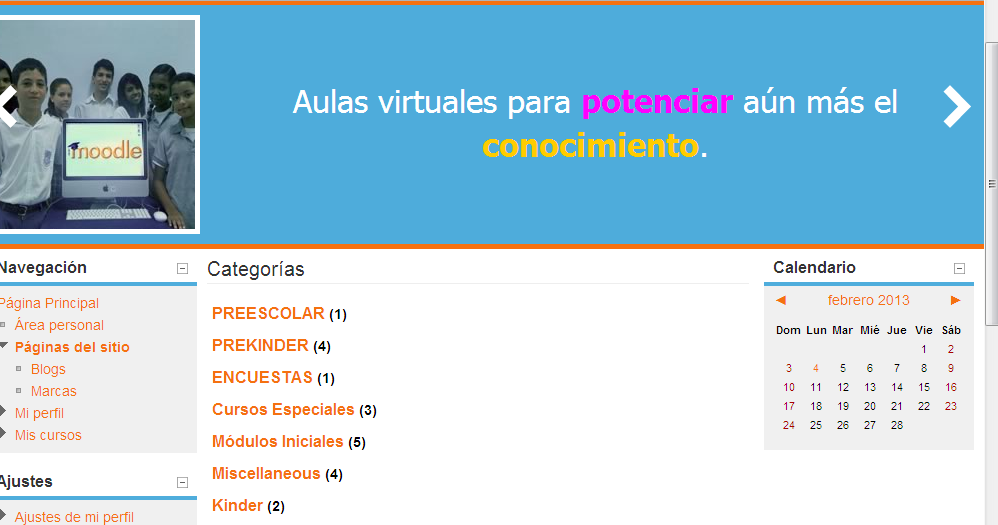 moodle
Aulas virtuales para potenciar aún más el
conocimiento.
Navegación
Página Principal
Área personal
Páginas del sitio
Blogs
Marcas
Mi perfil
Mis cursos
Ajustes
Ajustes de mi perfil
Categorías
PREESCOLAR (1)
PREKINDER (4)
ENCUESTAS (1)
Cursos Especiales (3)
Módulos Iniciales (5)
Miscellaneous (4)
Kinder (2)
Calendario
febrero 2013
Dom Lun Mar Mié Jue Vie Sáb
1 2
3 4 5 6 7 8 9
10 11 12 13 14 15 16
17 18 19 20 21 22 23
24 25 26 27 28